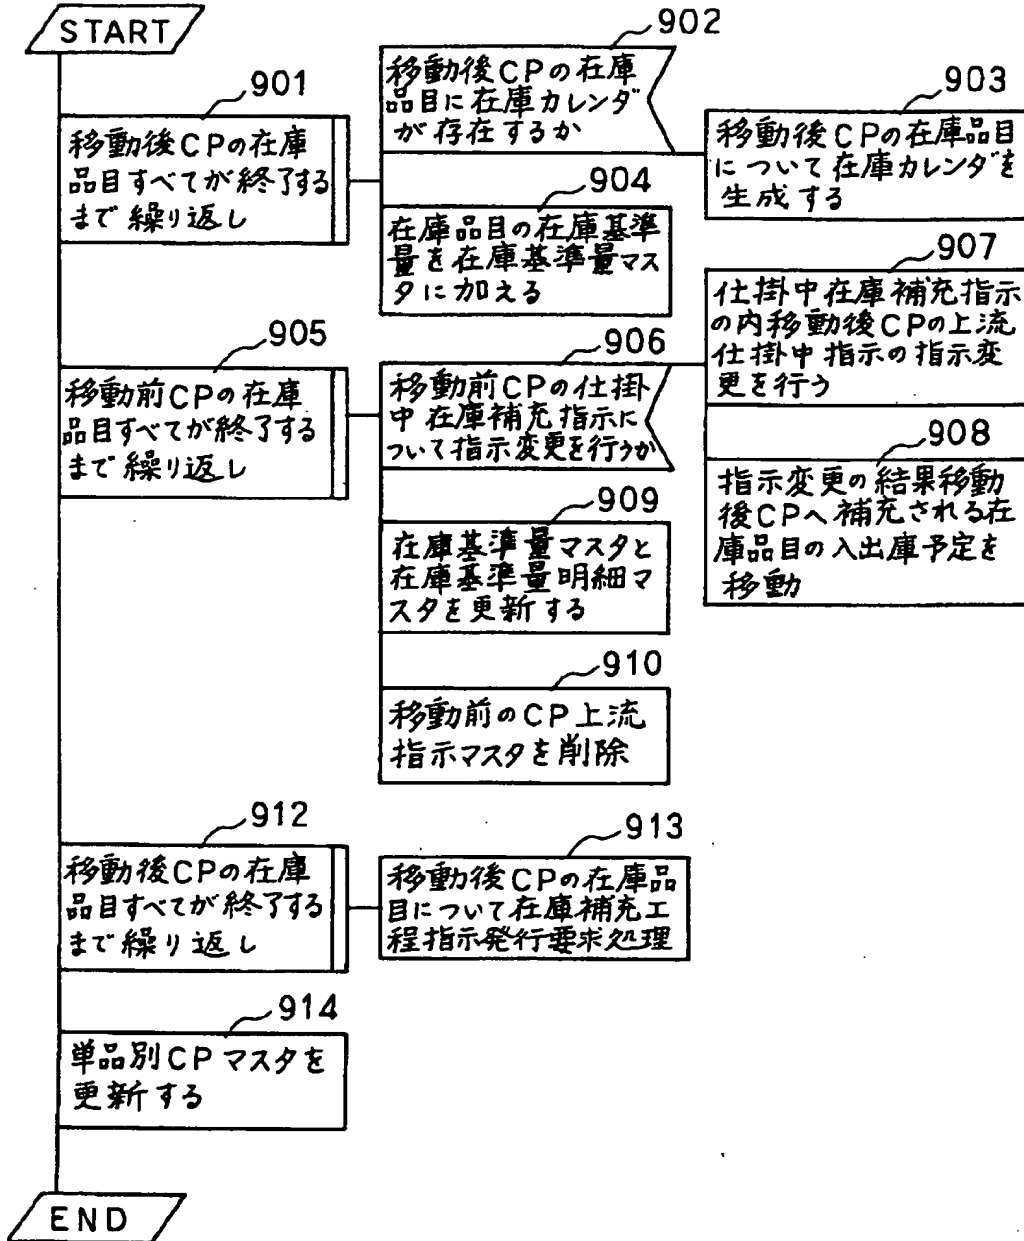 START
901
移動後CPの在庫
品目すべてが終了する
まで繰り返し
902
移動後CPの在庫
品目に在庫カレンダ
が存在するか
903
移動後CPの在庫品目
について在庫カレンダを
生成する
904
在庫品目の在庫基準
量を在庫基準量マス
タに加える
905
移動前CPの在庫
品目すべてが終了する
まで繰り返し
906
移動前CPの仕掛
中在庫補充指示に
ついて指示変更を行うか
907
仕掛中在庫補充指示
の内移動後CPの上流
仕掛中指示の指示変
更を行う
908
指示変更の結果移動
後CPへ補充される在
庫品目の入出庫予定を
移動
909
在庫基準量マスタと
在庫基準量明細マ
スタを更新する
910
移動前のCP上流
指示マスタを削除
912
移動後CPの在庫
品目すべてが終了する
まで繰り返し
913
移動後CPの在庫品
目について在庫補充工
程指示発行要求処理
914
単品別CPマスタを
更新する
END